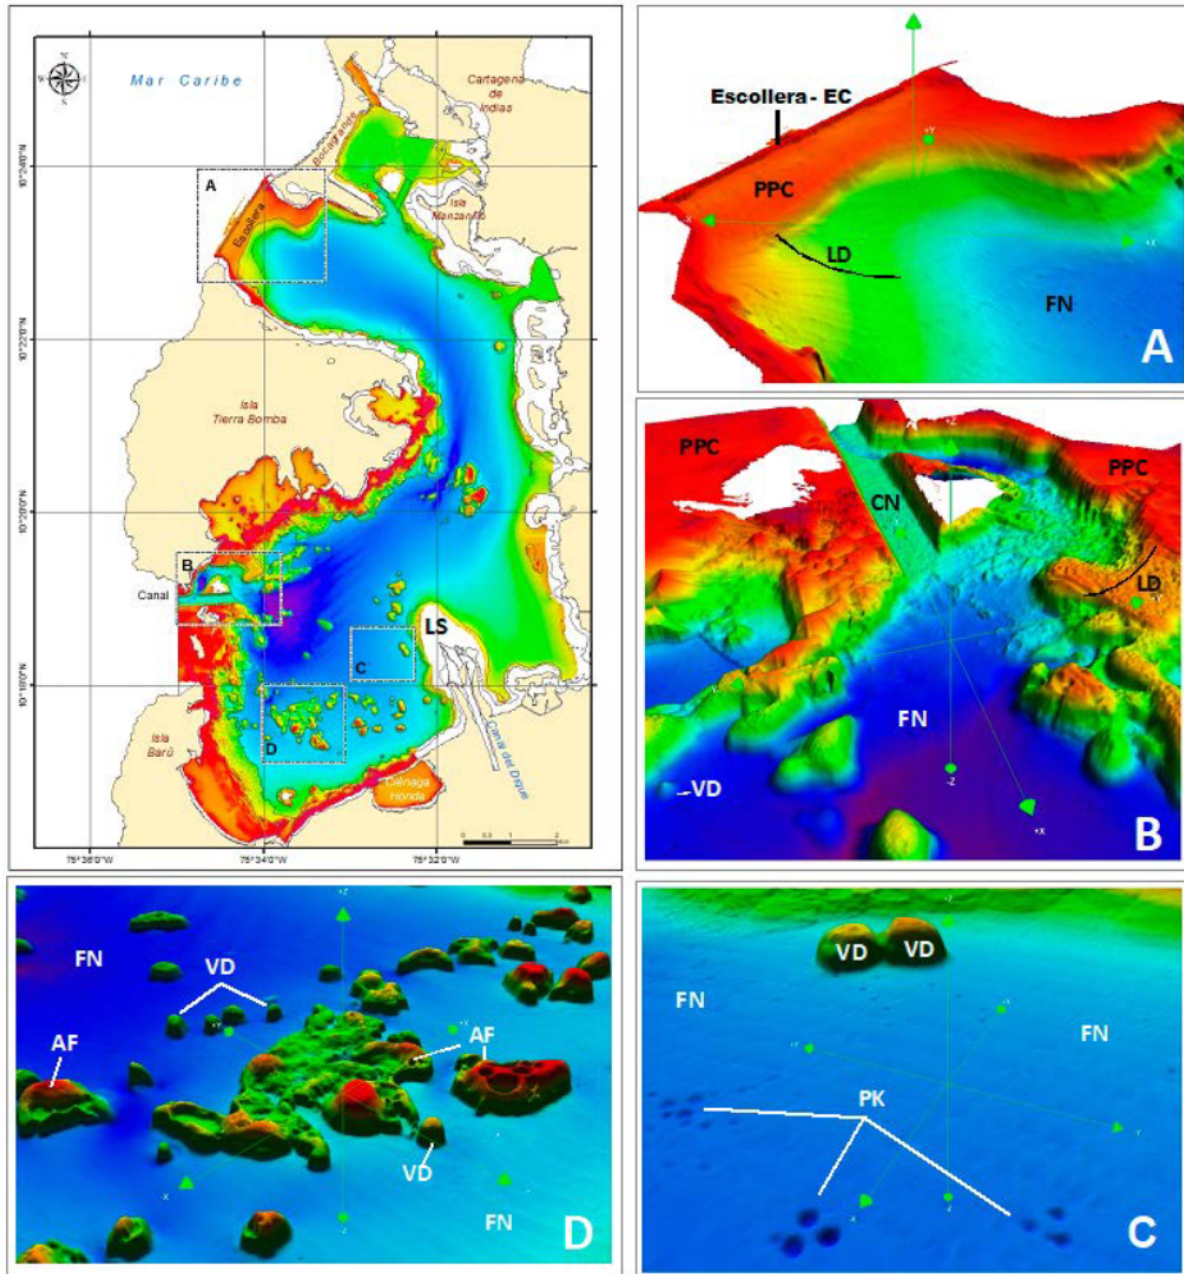 Mar Caribe
Cartagena
de
Indias
Bocagrande
10°24'0"N
A
Escollera
Isla
Manzanillo
10°22'0"N
Isla
Tierra Bomba
10°20'0"N
B
Canal
LS
C
10°18'0"N
D
Isla
Barú
Canal del Dique
Ciénaga
Honda
75°36'0"W
75°34'0"W
75°32'0"W
Escollera - EC
PPC
LD
FN
+Y
-X
+X
A
PPC
PPC
CN
LD
FN
VD
+Z
-Z
+X
B
FN
VD
AF
AF
VD
FN
+Z
+Y
+X
-X
-Z
D
VD
VD
FN
FN
PK
+Z
+X
+Y
-Y
-X
-Z
C